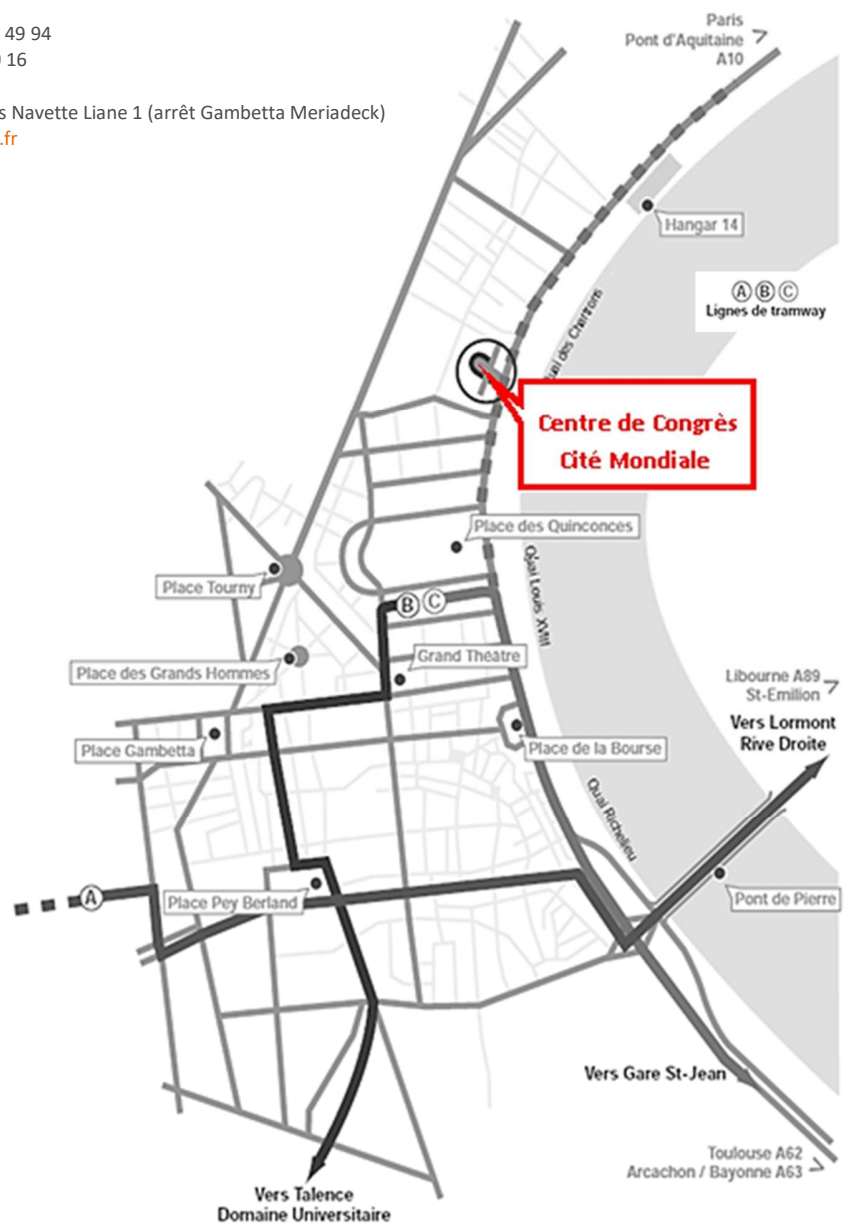 49 94
16
Navette Liane 1 (arrêt Gambetta Meriadeck)
.fr
Paris
Pont d'Aquitaine
A10
Hangar 14
A B C
Lignes de tramway
des Chartrons
Centre de Congrès
Cité Mondiale
Place des Quinconces
Quai Louis XVIII
Place Tourny
B C
Grand Théâtre
Place des Grands Hommes
Libourne A89
St-Emilion
Vers Lormont
Rive Droite
Place Gambetta
Place de la Bourse
Quai Richelieu
A
Place Pey Berland
Pont de Pierre
Vers Gare St-Jean
Toulouse A62
Arcachon / Bayonne A63
Vers Talence
Domaine Universitaire